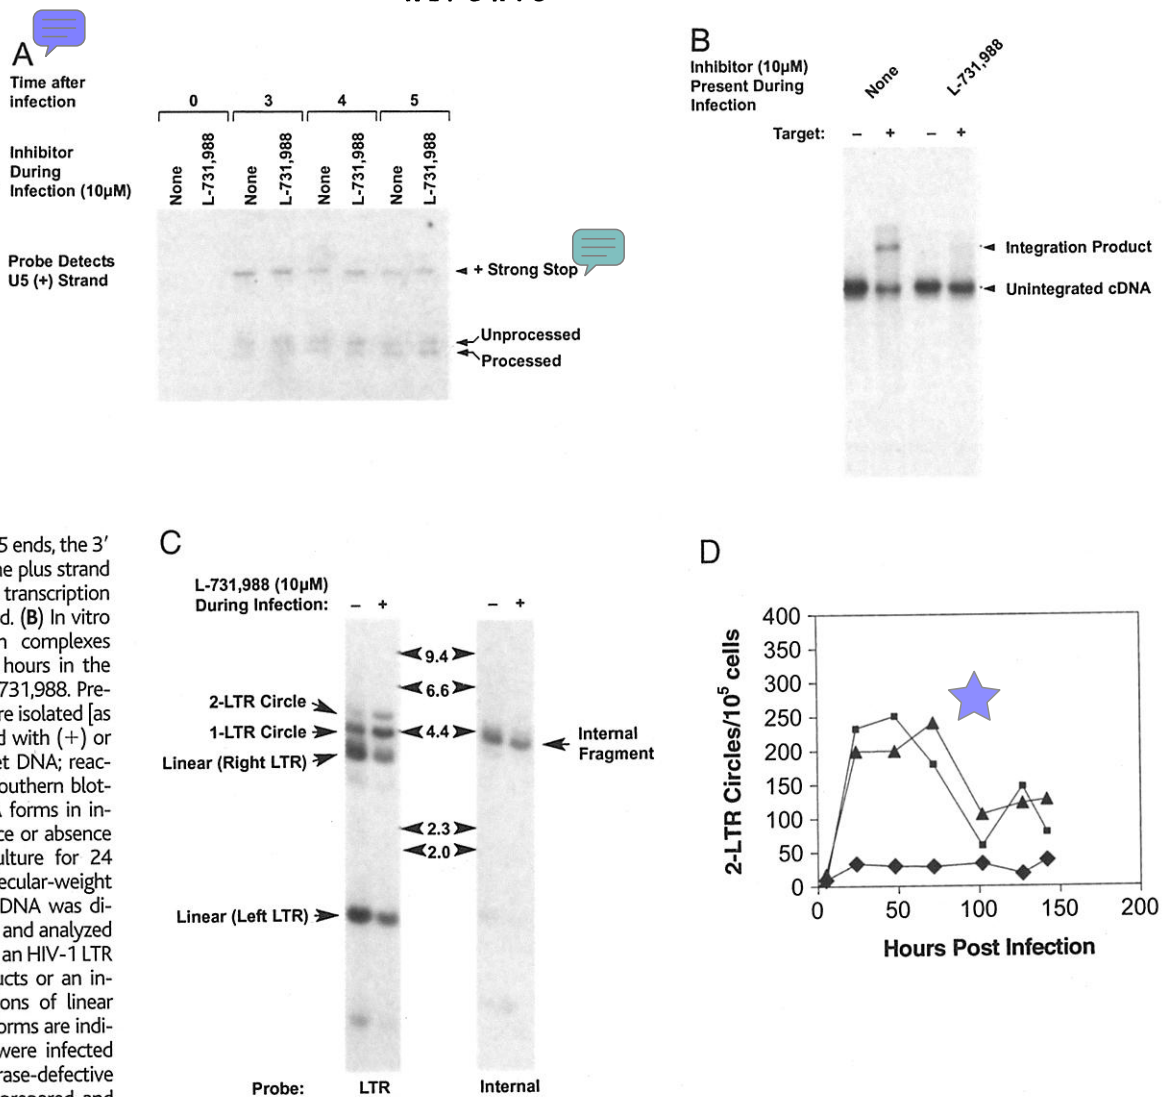 A
Time after
infection
0 3 4 5
Inhibitor
During
Infection (10µM)
None
L-731,988
None
L-731,988
None
L-731,988
None
L-731,988
Probe Detects
U5 (+) Strand
+ Strong Stop
Unprocessed
Processed
B
Inhibitor (10µM)
Present During
Infection
None
L-731,988
Target: – + – +
Integration Product
Unintegrated cDNA
5 ends, the 3′
ne plus strand
transcription
d. (B) In vitro
n complexes
hours in the
731,988. Pre-
re isolated [as
d with (+) or
et DNA; reac-
outhern blot-
A forms in in-
ce or absence
ulture for 24
ecular-weight
DNA was di-
and analyzed
an HIV-1 LTR
ucts or an in-
ons of linear
orms are indi-
were infected
rase-defective
prepared and
C
L-731,988 (10µM)
During Infection: – + – +
9.4
6.6
2-LTR Circle
1-LTR Circle
4.4
Linear (Right LTR)
Internal
Fragment
2.3
2.0
Linear (Left LTR)
Probe: LTR Internal
D
2-LTR Circles/10⁵ cells
400
350
300
250
200
150
100
50
0
0 50 100 150 200
Hours Post Infection